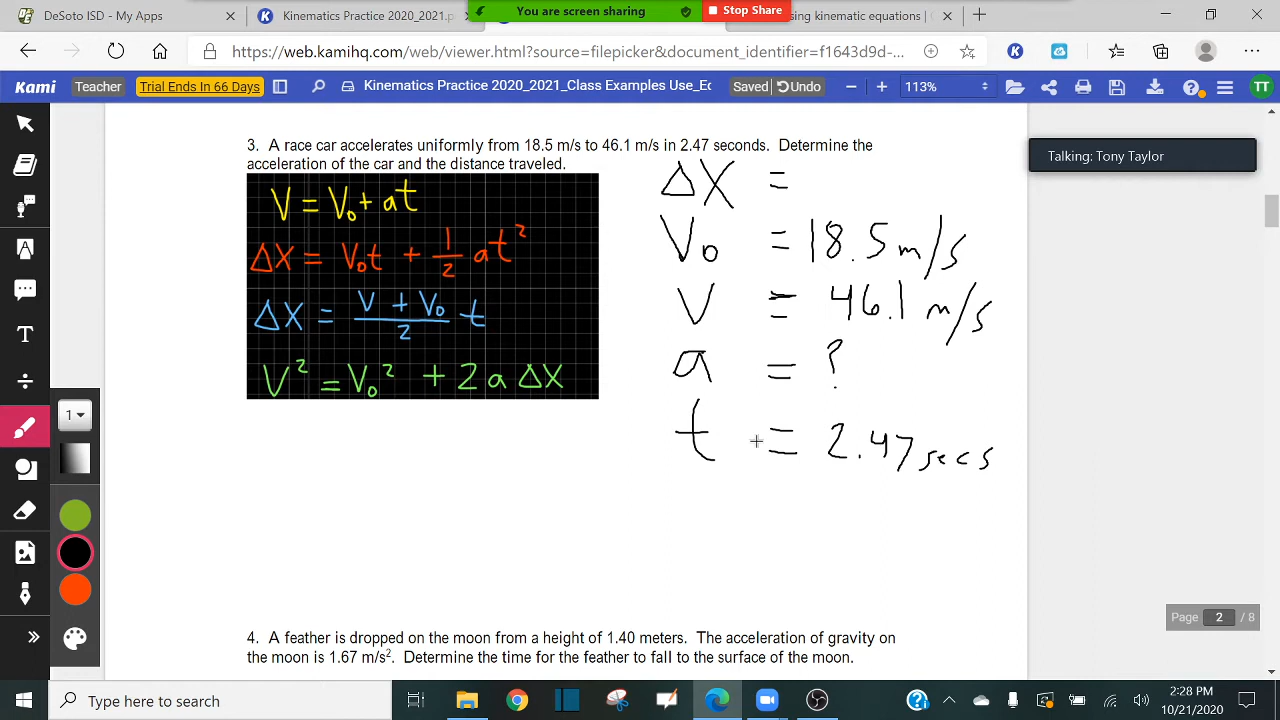 DeSoto ISD - My Apps
Kinematics Practice 2020_2021.p
You are screen sharing
Stop Share
sing kinematic equations (
https://web.kamihq.com/web/viewer.html?source=filepicker&document_identifier=f1643d9d-...
Kami
Teacher
Trial Ends In 66 Days
Kinematics Practice 2020_2021_Class Examples Use_Ec
Saved
Undo
113%
TT
3. A race car accelerates uniformly from 18.5 m/s to 46.1 m/s in 2.47 seconds. Determine the
acceleration of the car and the distance traveled.
Talking: Tony Taylor
V = V₀ + at
ΔX = V₀t + 1/2 at²
ΔX = (V + V₀)/2 t
V² = V₀² + 2a ΔX
ΔX =
V₀ = 18.5 m/s
V = 46.1 m/s
a = ?
t = 2.47 secs
1
4. A feather is dropped on the moon from a height of 1.40 meters. The acceleration of gravity on
the moon is 1.67 m/s². Determine the time for the feather to fall to the surface of the moon.
Page 2 / 8
Type here to search
2:28 PM
10/21/2020